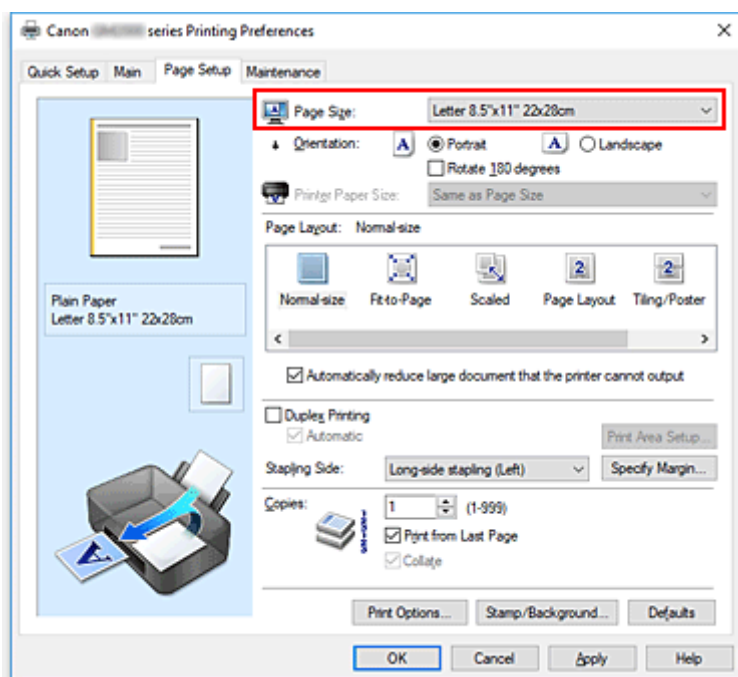 Canon series Printing Preferences
Quick Setup Main Page Setup Maintenance
Page Size: Letter 8.5"x11" 22x28cm
Orientation: A Portrait A Landscape
Rotate 180 degrees
Printer Paper Size: Same as Page Size
Page Layout: Normal-size
Normal-size Fit-to-Page Scaled Page Layout Tiling/Poster
Plain Paper
Letter 8.5"x11" 22x28cm
Automatically reduce large document that the printer cannot output
Duplex Printing
Automatic
Print Area Setup...
Stapling Side: Long-side stapling (Left) Specify Margin...
Copies: 1 (1-999)
Print from Last Page
Collate
Print Options... Stamp/Background... Defaults
OK Cancel Apply Help